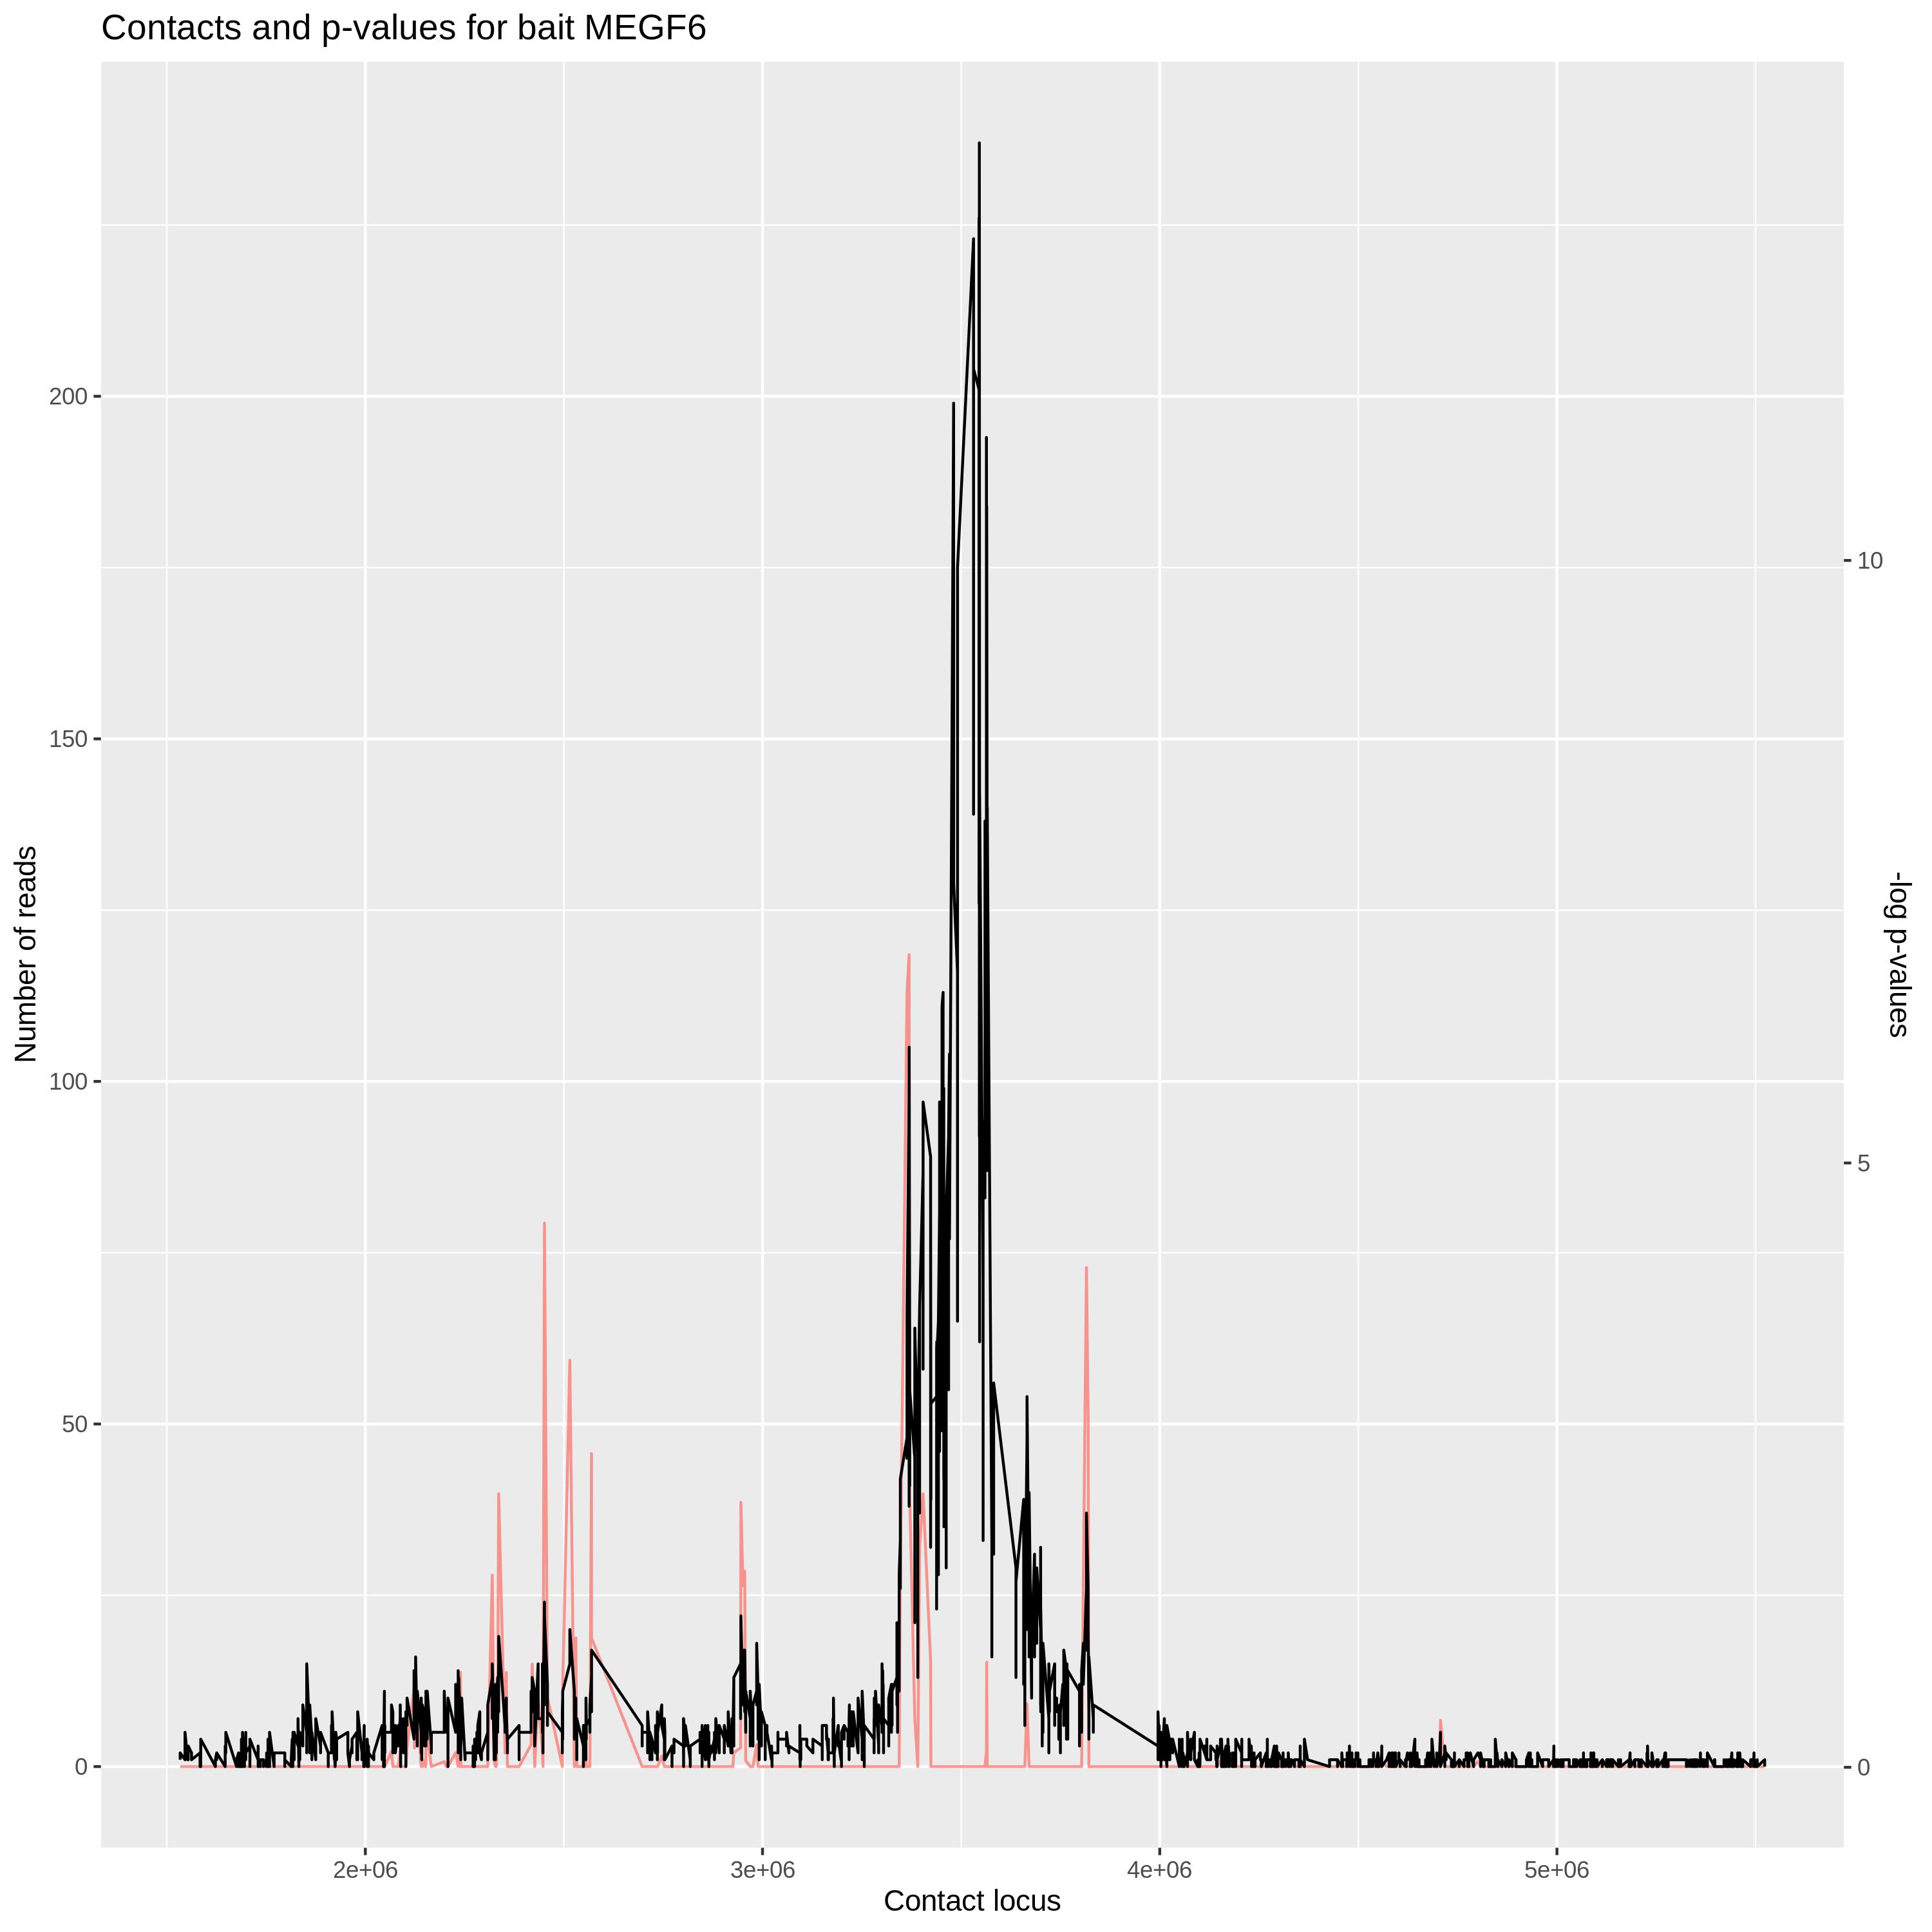 Contacts and p-values for bait MEGF6
200
150
100
50
0
Number of reads
10
5
0
-log p-values
2e+06
3e+06
4e+06
5e+06
Contact locus